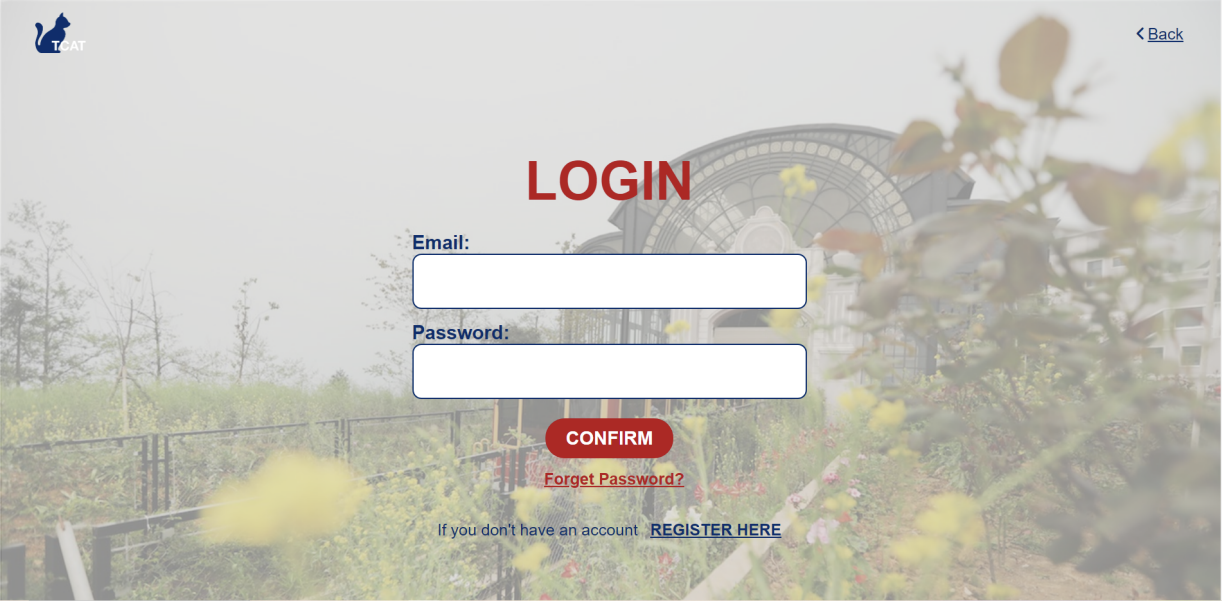 TCAT
Back
LOGIN
Email:
Password:
CONFIRM
Forget Password?
If you don't have an account REGISTER HERE